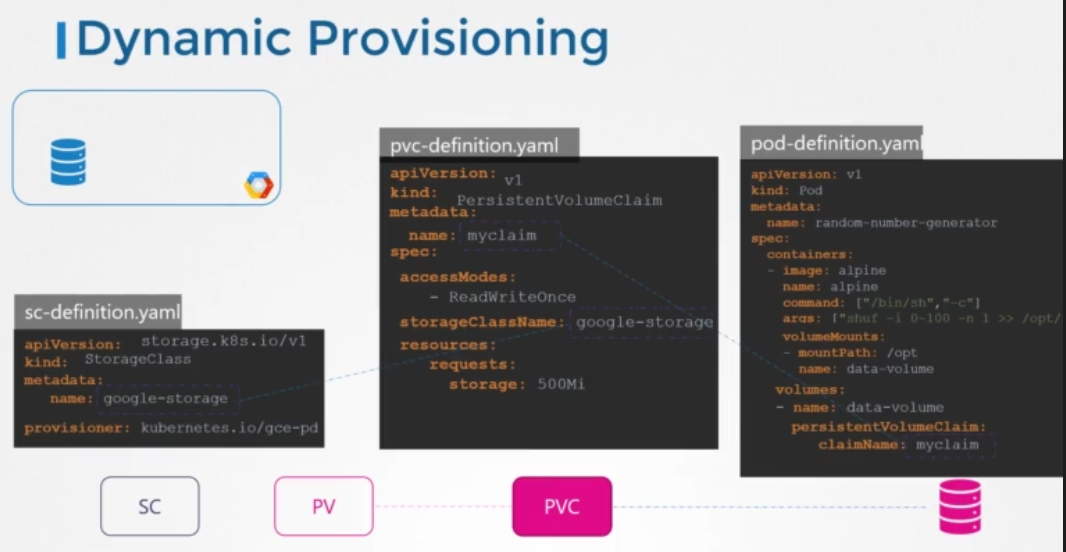 Dynamic Provisioning
sc-definition.yaml
apiVersion: storage.k8s.io/v1
kind: StorageClass
metadata:
name: google-storage
provisioner: kubernetes.io/gce-pd
pvc-definition.yaml
apiVersion: v1
kind: PersistentVolumeClaim
metadata:
name: myclaim
spec:
accessModes:
- ReadWriteOnce
storageClassName: google-storage
resources:
requests:
storage: 500Mi
pod-definition.yaml
apiVersion: v1
kind: Pod
metadata:
name: random-number-generator
spec:
containers:
- image: alpine
name: alpine
command: ["/bin/sh","-c"]
args: ["shuf -i 0-100 -n 1 >> /opt/
volumeMounts:
- mountPath: /opt
name: data-volume
volumes:
- name: data-volume
persistentVolumeClaim:
claimName: myclaim
SC
PV
PVC